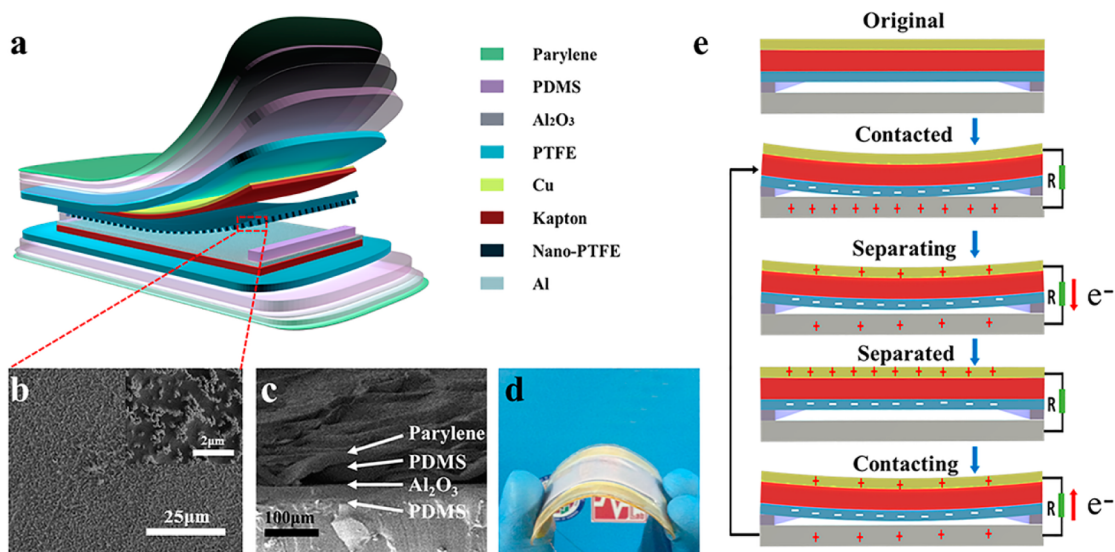 a
Parylene
PDMS
Al₂O₃
PTFE
Cu
Kapton
Nano-PTFE
Al
b
2μm
25μm
c
Parylene
PDMS
Al₂O₃
PDMS
100μm
d
e
Original
Contacted
R
+ + + + + + + + +
Separating
+ + + + +
R
e⁻
+ + + + +
Separated
+ + + + + + + + +
R
Contacting
+ + + + +
R
e⁻
+ + + + +